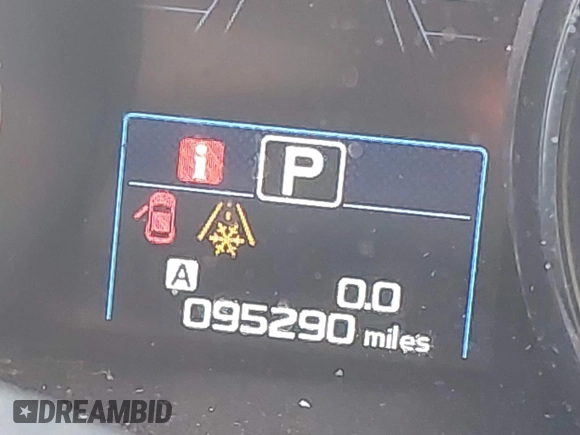 i P
A 0.0
095290 miles
DREAMBID